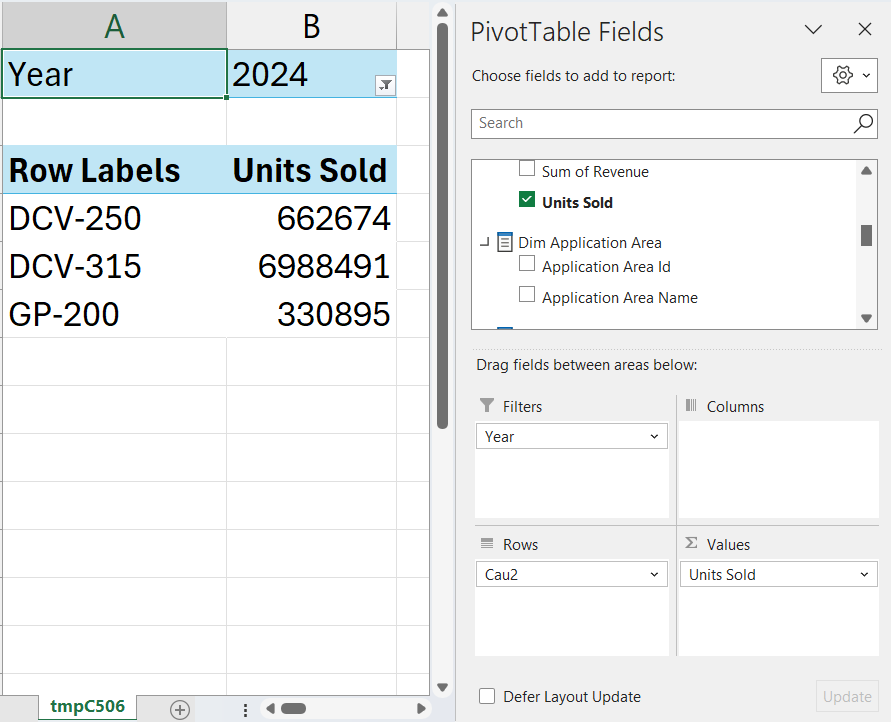 A B
Year 2024
Row Labels Units Sold
DCV-250 662674
DCV-315 6988491
GP-200 330895
tmpC506
PivotTable Fields
Choose fields to add to report:
Search
Sum of Revenue
Units Sold
Dim Application Area
Application Area Id
Application Area Name
Drag fields between areas below:
Filters
Year
Columns
Rows
Cau2
Σ Values
Units Sold
Defer Layout Update
Update